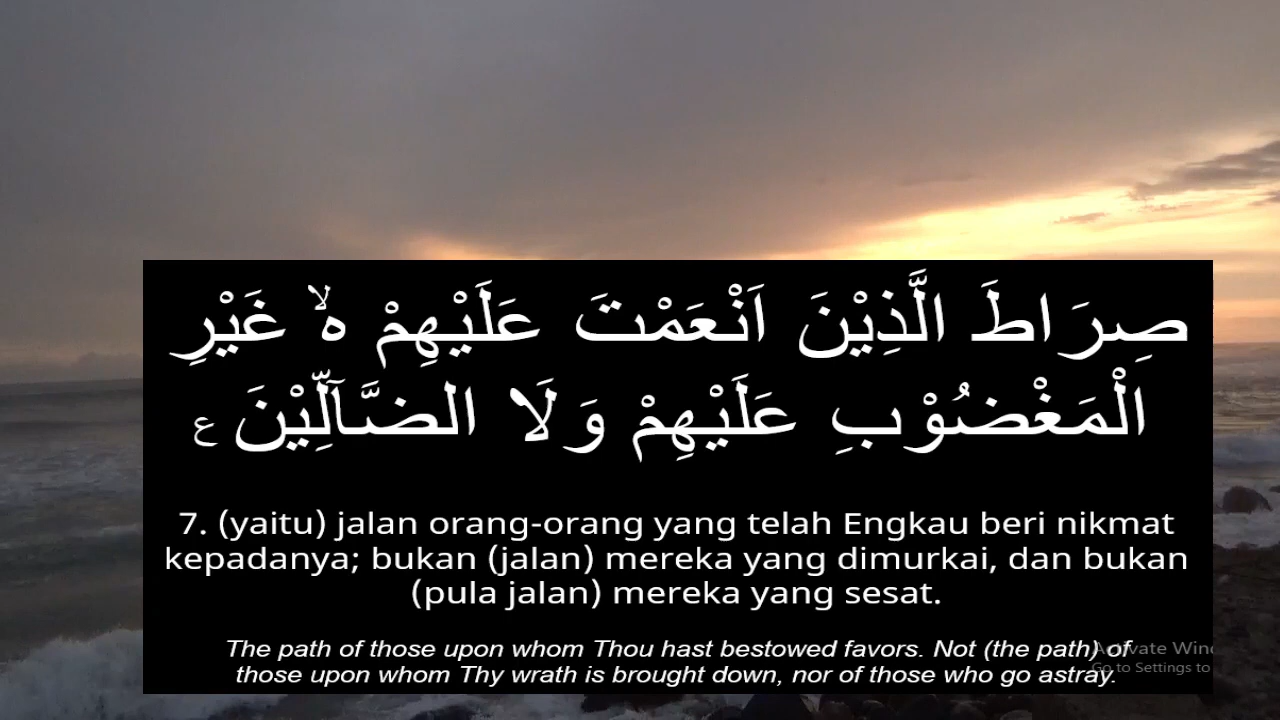 صِرَاطَ الَّذِيْنَ اَنْعَمْتَ عَلَيْهِمْ ەۙ غَيْرِ
الْمَغْضُوْبِ عَلَيْهِمْ وَلَا الضَّاۤلِّيْنَ ࣖ
7. (yaitu) jalan orang-orang yang telah Engkau beri nikmat
kepadanya; bukan (jalan) mereka yang dimurkai, dan bukan
(pula jalan) mereka yang sesat.
The path of those upon whom Thou hast bestowed favors. Not (the path) of
those upon whom Thy wrath is brought down, nor of those who go astray.
Activate Win
Go to Settings to